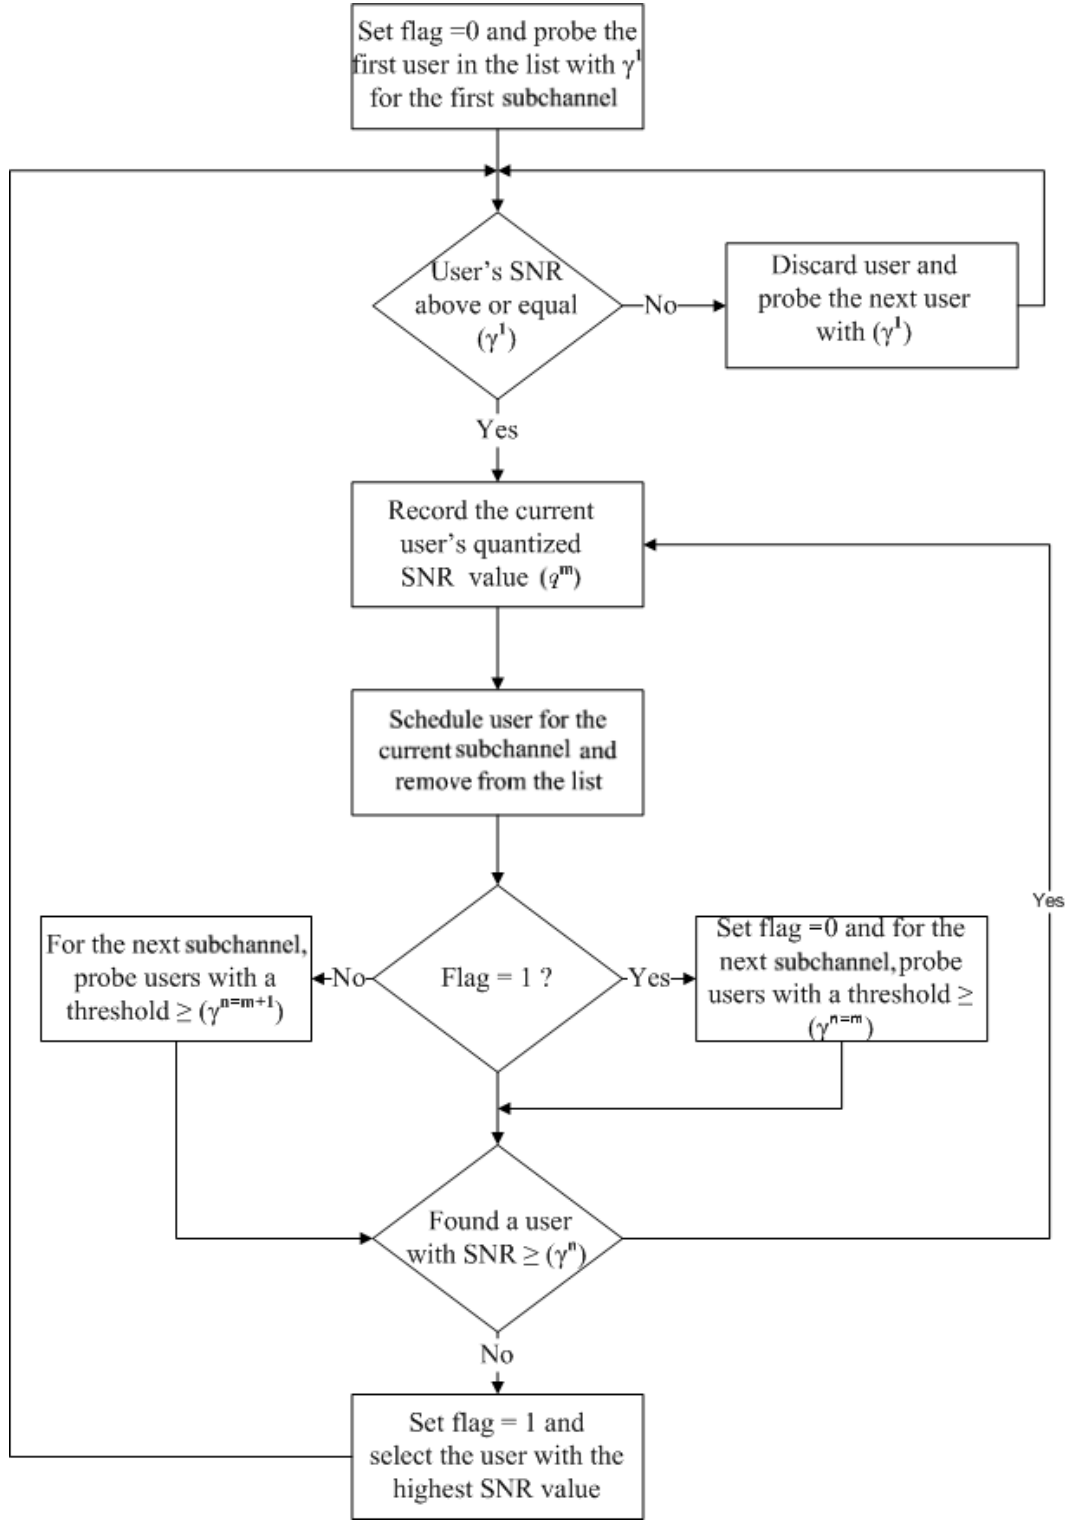 Set flag =0 and probe the
first user in the list with γ¹
for the first subchannel
User's SNR
above or equal
(γ¹)
No
Discard user and
probe the next user
with (γ¹)
Yes
Record the current
user's quantized
SNR value (qᵐ)
Schedule user for the
current subchannel and
remove from the list
Flag = 1 ?
No
For the next subchannel,
probe users with a
threshold ≥ (γⁿ⁼ᵐ⁺¹)
Yes
Set flag =0 and for the
next subchannel, probe
users with a threshold ≥
(γⁿ⁼ᵐ)
Yes
Found a user
with SNR ≥ (γⁿ)
No
Set flag = 1 and
select the user with the
highest SNR value